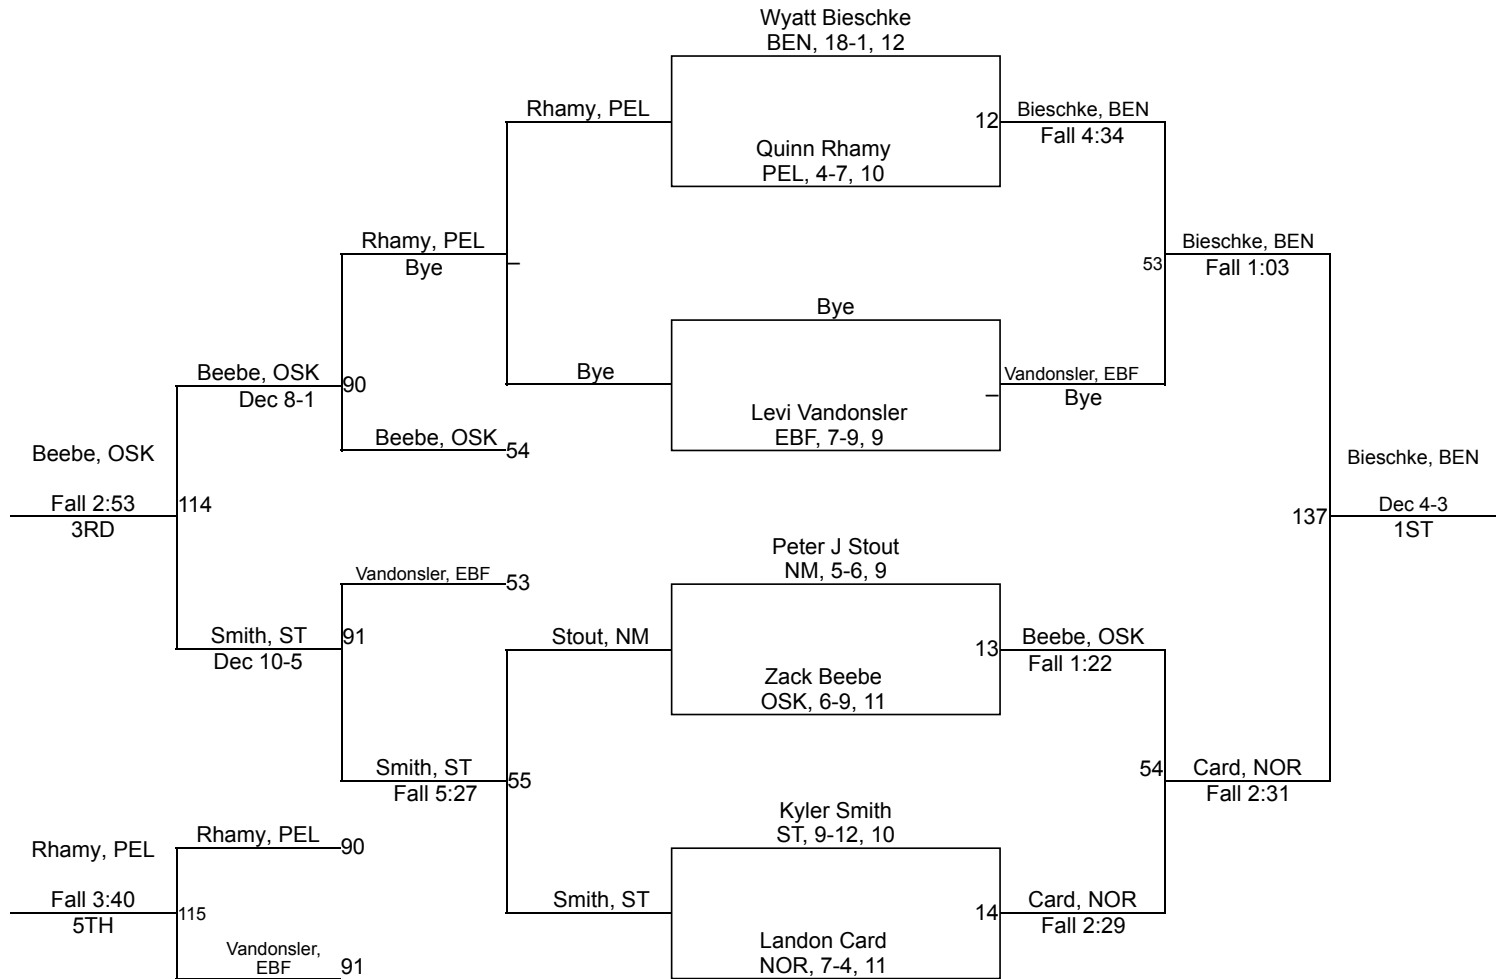 Wyatt Bieschke
BEN, 18-1, 12
Rhamy, PEL
12
Bieschke, BEN
Fall 4:34
Quinn Rhamy
PEL, 4-7, 10
Rhamy, PEL
Bye
Bieschke, BEN
53
Fall 1:03
Bye
Beebe, OSK
90
Dec 8-1
Bye
Vandonsler, EBF
Bye
Levi Vandonsler
EBF, 7-9, 9
Beebe, OSK
54
Beebe, OSK
Fall 2:53
114
3RD
Bieschke, BEN
137
Dec 4-3
1ST
Peter J Stout
NM, 5-6, 9
Vandonsler, EBF
53
Smith, ST
91
Dec 10-5
Stout, NM
13
Beebe, OSK
Fall 1:22
Zack Beebe
OSK, 6-9, 11
Smith, ST
55
Fall 5:27
54
Card, NOR
Fall 2:31
Kyler Smith
ST, 9-12, 10
Rhamy, PEL
Rhamy, PEL
90
Fall 3:40
115
5TH
Smith, ST
14
Card, NOR
Fall 2:29
Landon Card
NOR, 7-4, 11
Vandonsler,
EBF
91